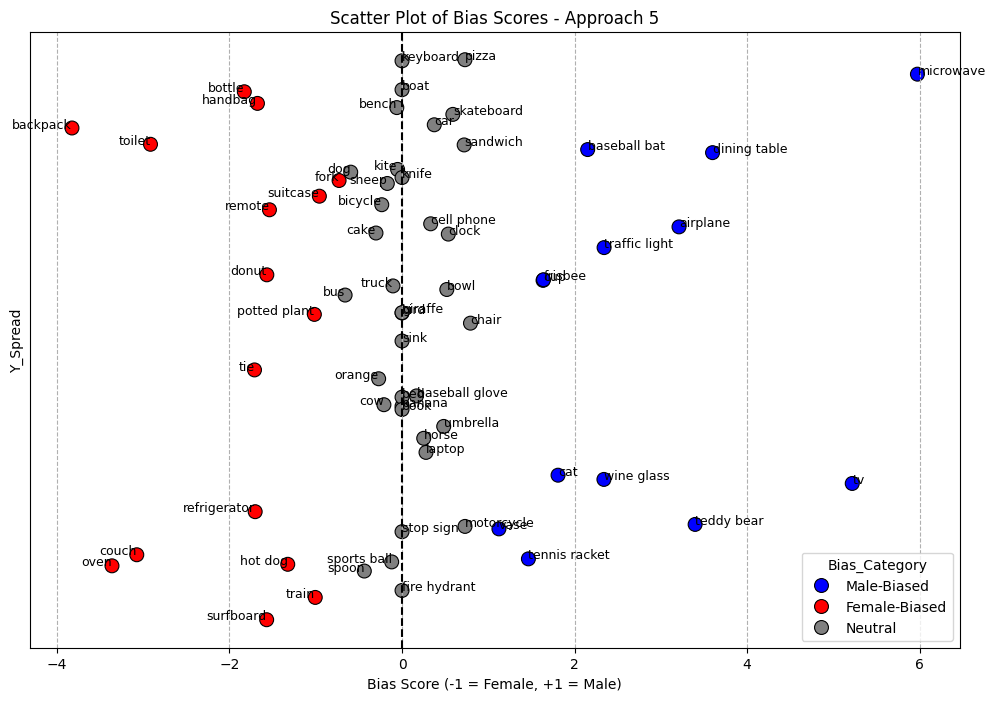 Scatter Plot of Bias Scores - Approach 5
keyboard
pizza
microwave
bottle
boat
handbag
bench
skateboard
backpack
car
toilet
sandwich
baseball bat
dining table
kite
dog
knife
fork
sheep
suitcase
bicycle
remote
cell phone
airplane
cake
clock
traffic light
donut
frisbee
truck
bowl
bus
potted plant
giraffe
chair
sink
tie
orange
baseball glove
bed
cow
banana
book
umbrella
horse
laptop
wine glass
tv
refrigerator
motorcycle
vase
teddy bear
stop sign
couch
tennis racket
oven
hot dog
sports ball
spoon
fire hydrant
train
surfboard
Y_Spread
Bias_Category
Male-Biased
Female-Biased
Neutral
−4
−2
0
2
4
6
Bias Score (-1 = Female, +1 = Male)